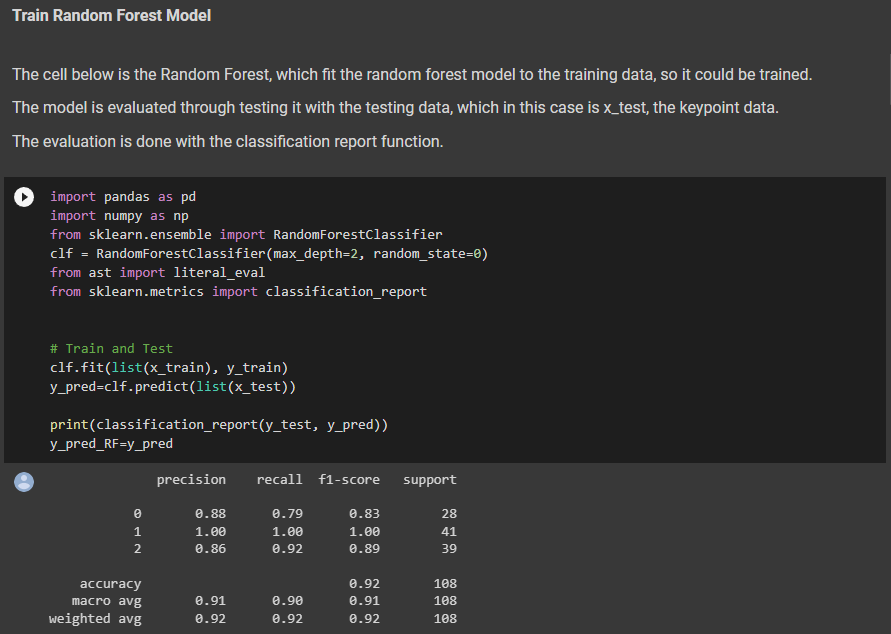 Train Random Forest Model
The cell below is the Random Forest, which fit the random forest model to the training data, so it could be trained.
The model is evaluated through testing it with the testing data, which in this case is x_test, the keypoint data.
The evaluation is done with the classification report function.
import pandas as pd
import numpy as np
from sklearn.ensemble import RandomForestClassifier
clf = RandomForestClassifier(max_depth=2, random_state=0)
from ast import literal_eval
from sklearn.metrics import classification_report
# Train and Test
clf.fit(list(x_train), y_train)
y_pred=clf.predict(list(x_test))
print(classification_report(y_test, y_pred))
y_pred_RF=y_pred
precision recall f1-score support
0 0.88 0.79 0.83 28
1 1.00 1.00 1.00 41
2 0.86 0.92 0.89 39
accuracy 0.92 108
macro avg 0.91 0.90 0.91 108
weighted avg 0.92 0.92 0.92 108